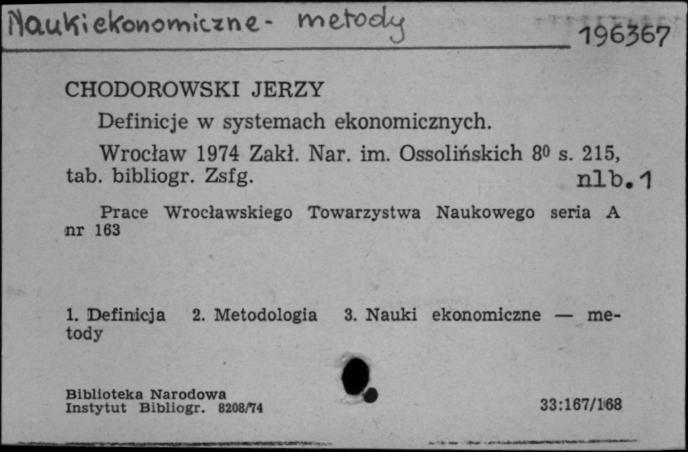 Nauki ekonomiczne - metody
196367
CHODOROWSKI JERZY
Definicje w systemach ekonomicznych.
Wrocław 1974 Zakł. Nar. im. Ossolińskich 8⁰ s. 215,
tab. bibliogr. Zsfg.
nlb. 1
Prace Wrocławskiego Towarzystwa Naukowego seria A
nr 163
1. Definicja 2. Metodologia 3. Nauki ekonomiczne — me-
tody
Biblioteka Narodowa
Instytut Bibliogr. 8208/74
33:167/168